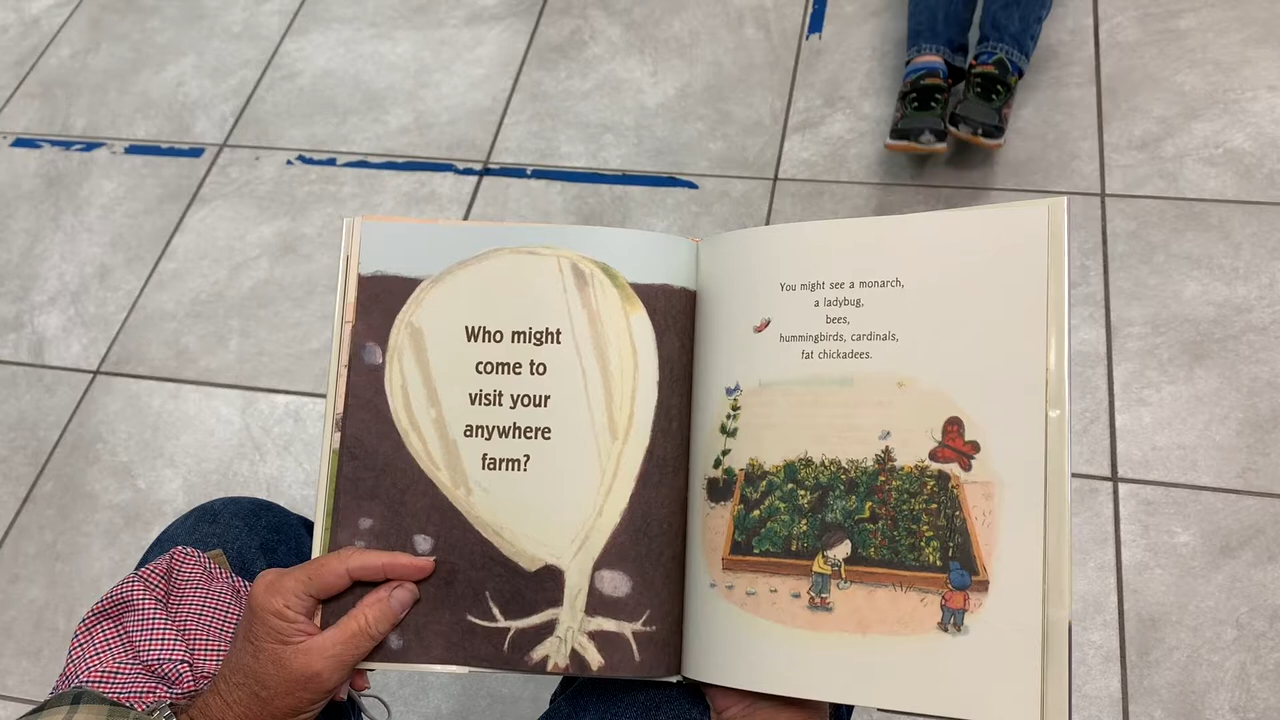 Who might
come to
visit your
anywhere
farm?
You might see a monarch,
a ladybug,
bees,
hummingbirds, cardinals,
fat chickadees.